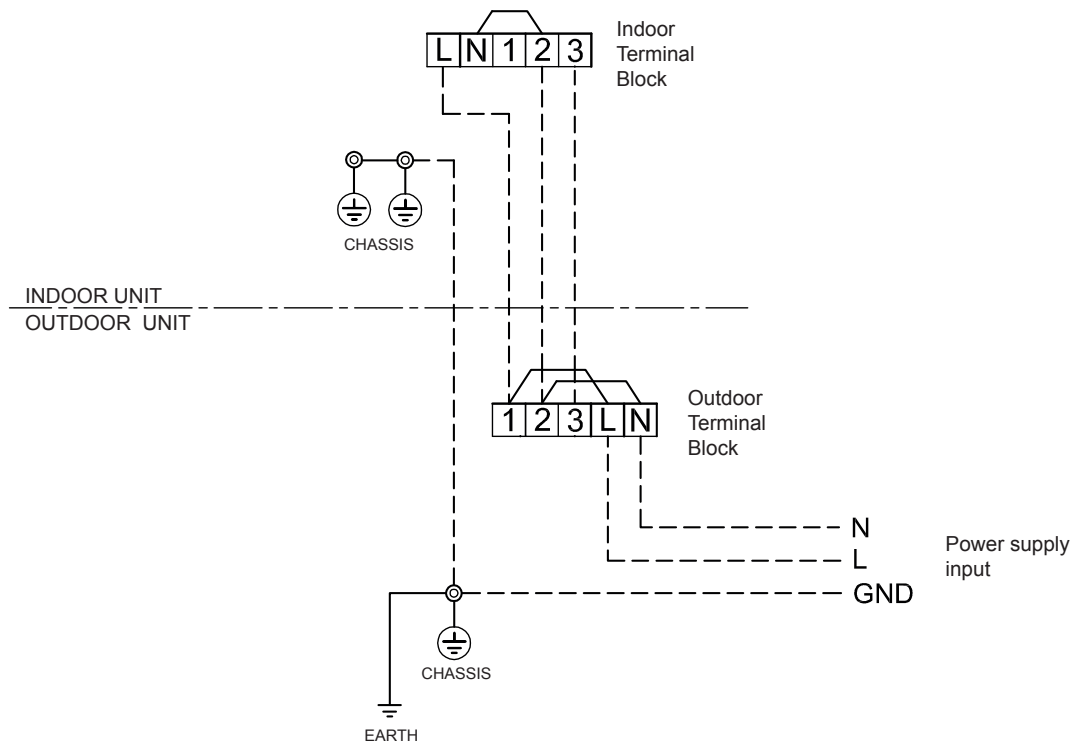 L N 1 2 3
Indoor
Terminal
Block
CHASSIS
INDOOR UNIT
OUTDOOR UNIT
1 2 3 L N
Outdoor
Terminal
Block
N
L
GND
Power supply
input
CHASSIS
EARTH